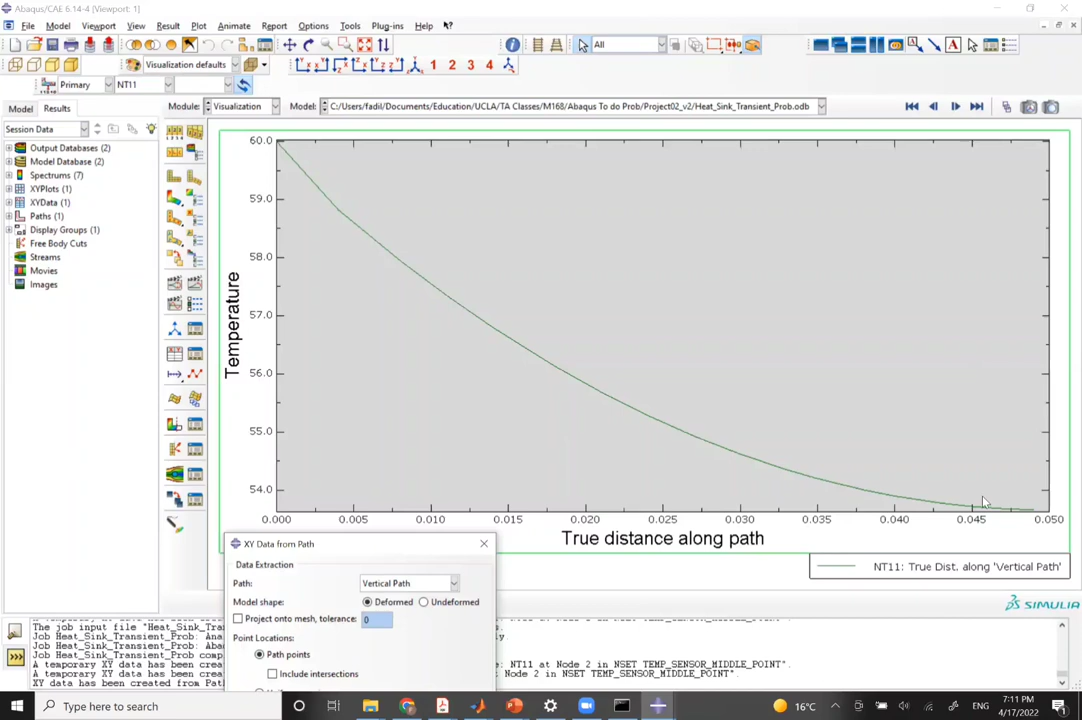 Abaqus/CAE 6.14-4 [Viewport: 1]
File Model Viewport View Result Plot Animate Report Options Tools Plug-ins Help
All
Visualization defaults
1 2 3 4
Primary NT11
Model Results Module: Visualization Model: C:/Users/fadil/Documents/Education/UCLA/TA Classes/M168/Abaqus To do Prob/Project02_v2/Heat_Sink_Transient_Prob.odb
Session Data
Output Databases (2)
Model Database (2)
Spectrums (7)
XYPlots (1)
XYData (1)
Paths (1)
Display Groups (1)
Free Body Cuts
Streams
Movies
Images
60.0
59.0
58.0
57.0
56.0
55.0
54.0
Temperature
0.000 0.005 0.010 0.015 0.020 0.025 0.030 0.035 0.040 0.045 0.050
True distance along path
NT11: True Dist. along 'Vertical Path'
XY Data from Path
Data Extraction
Path: Vertical Path
Model shape: Deformed Undeformed
Project onto mesh, tolerance: 0
Point Locations:
Path points
Include intersections
SIMULIA
The job input file "Heat_Sink_Tra
Job Heat_Sink_Transient_Prob: Ana
Job Heat_Sink_Transient_Prob: Aba
Job Heat_Sink_Transient_Prob comp
A temporary XY data has been crea : NT11 at Node 2 in NSET TEMP_SENSOR_MIDDLE_POINT".
A temporary XY data has been crea t Node 2 in NSET TEMP_SENSOR_MIDDLE_POINT".
XY data has been created from Pat
Type here to search
16°C ENG 7:11 PM
4/17/2022